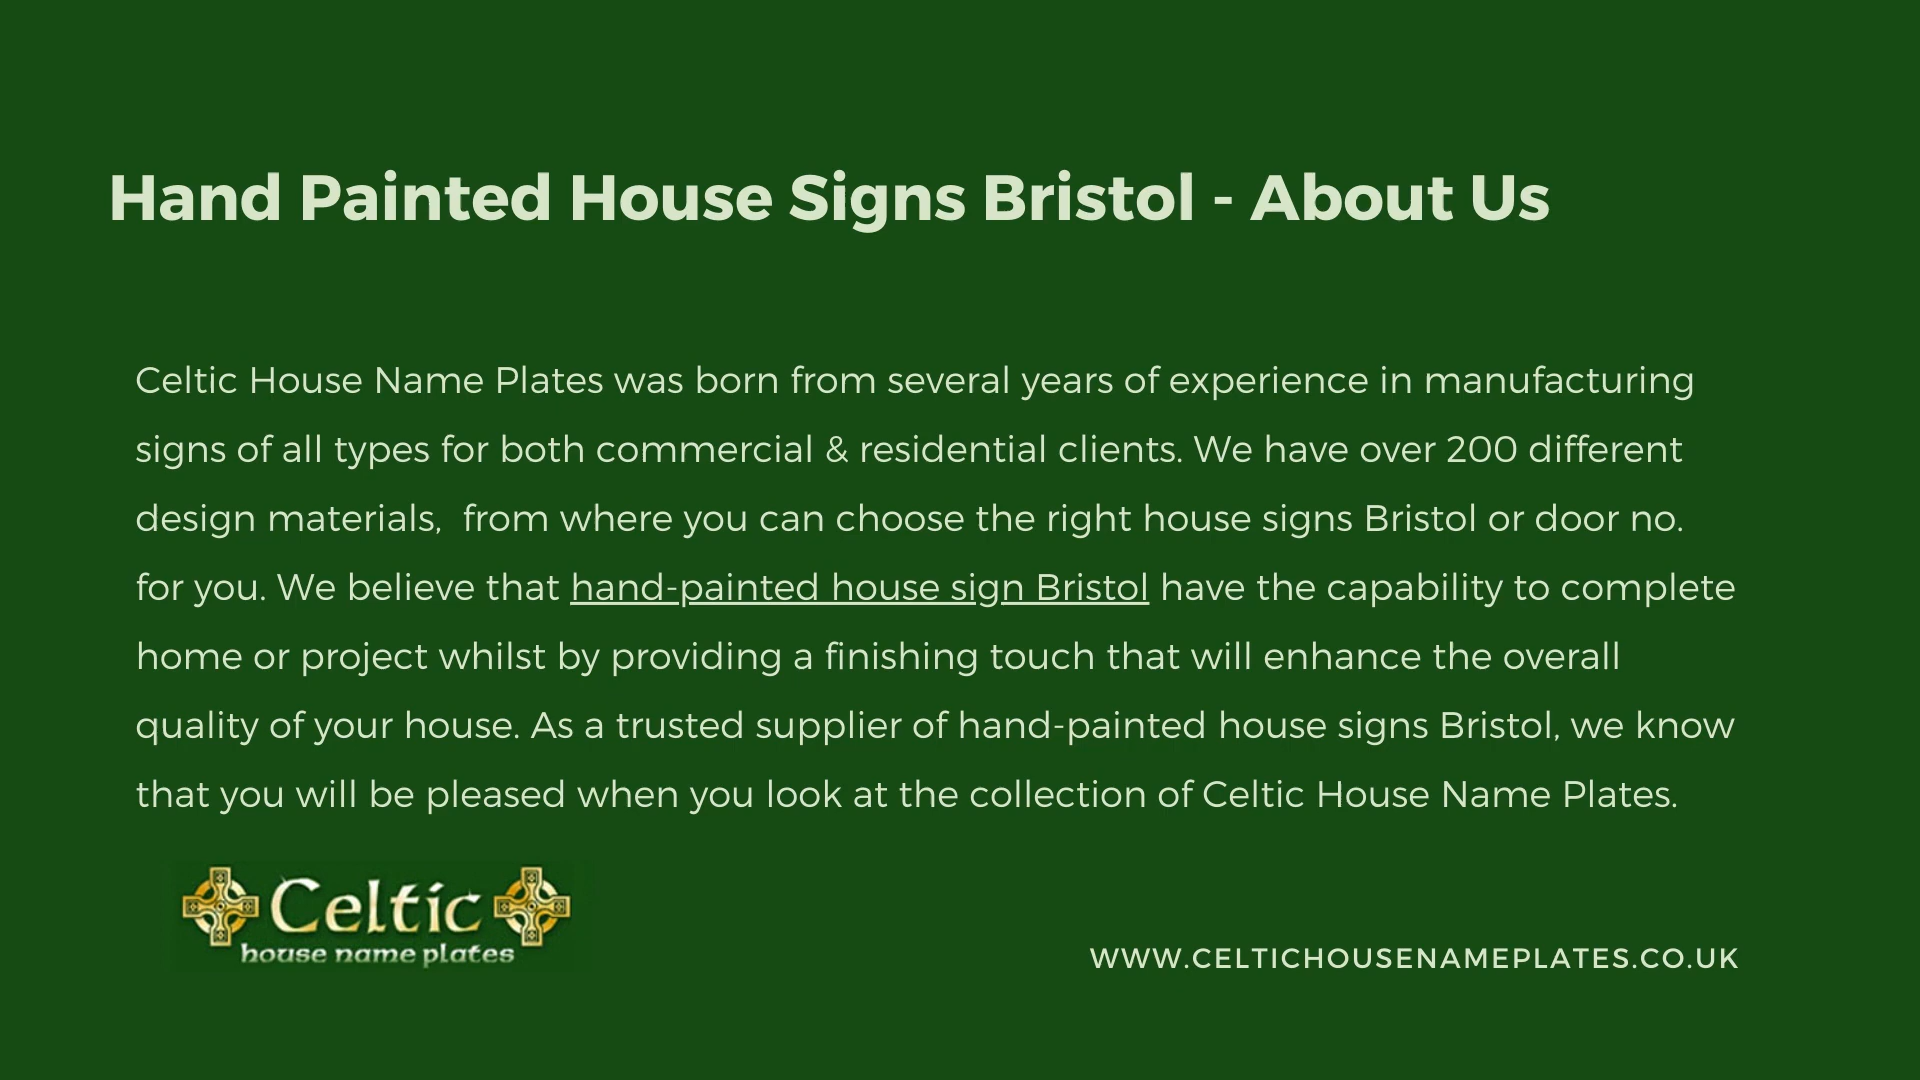 Hand Painted House Signs Bristol - About Us
Celtic House Name Plates was born from several years of experience in manufacturing
signs of all types for both commercial & residential clients. We have over 200 different
design materials,  from where you can choose the right house signs Bristol or door no.
for you. We believe that hand-painted house sign Bristol have the capability to complete
home or project whilst by providing a finishing touch that will enhance the overall
quality of your house. As a trusted supplier of hand-painted house signs Bristol, we know
that you will be pleased when you look at the collection of Celtic House Name Plates.
Celtic
house name plates
WWW.CELTICHOUSENAMEPLATES.CO.UK